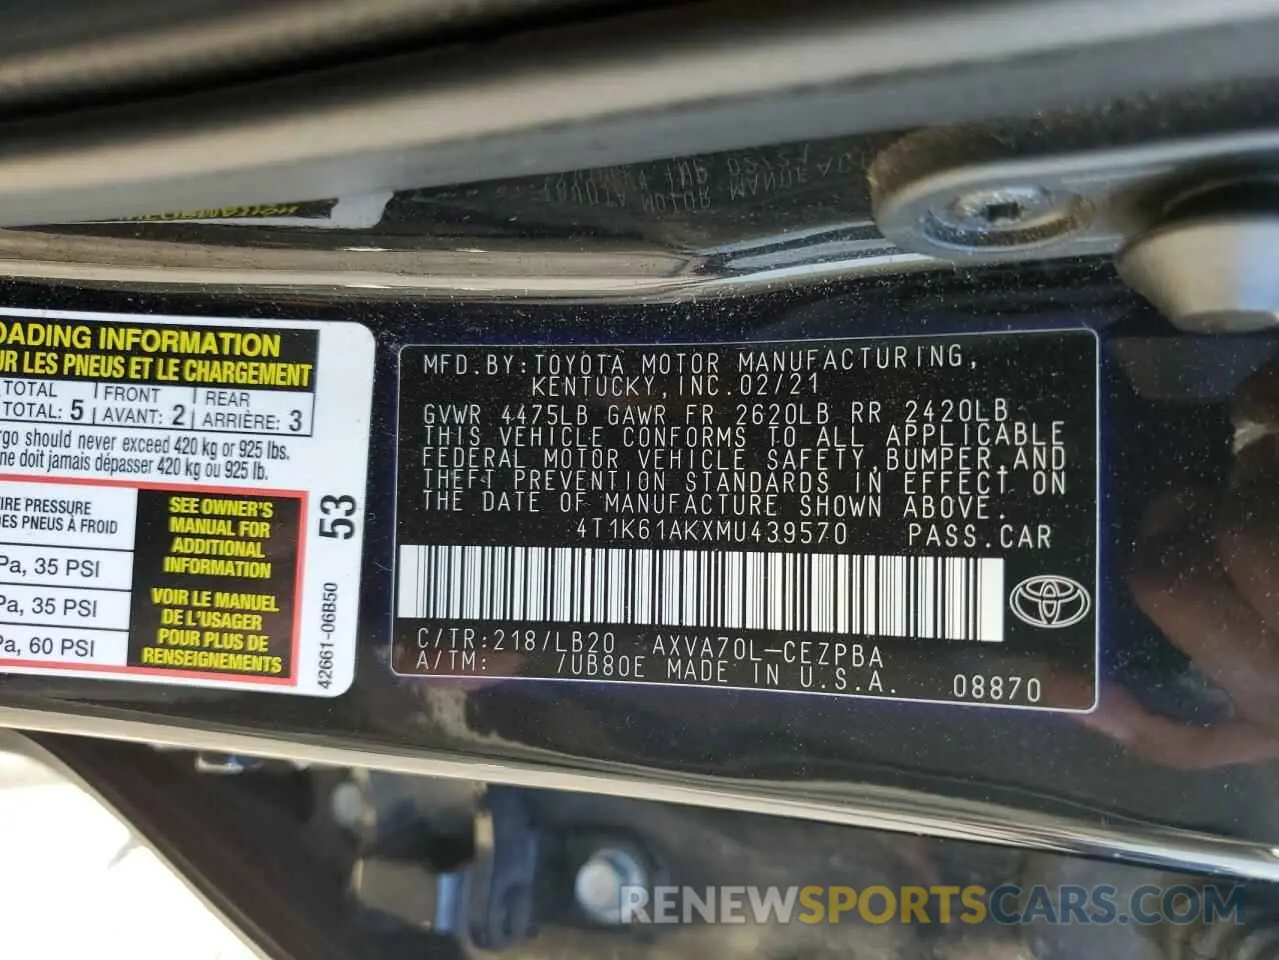 OADING INFORMATION
UR LES PNEUS ET LE CHARGEMENT
TOTAL FRONT REAR
TOTAL: 5 AVANT: 2 ARRIÈRE: 3
rgo should never exceed 420 kg or 925 lbs.
ne doit jamais dépasser 420 kg ou 925 lb.
IRE PRESSURE
DES PNEUS À FROID
Pa, 35 PSI
Pa, 35 PSI
Pa, 60 PSI
SEE OWNER'S
MANUAL FOR
ADDITIONAL
INFORMATION
VOIR LE MANUEL
DE L'USAGER
POUR PLUS DE
RENSEIGNEMENTS
53
42661-06B50
MFD. BY: TOYOTA MOTOR MANUFACTURING,
KENTUCKY, INC. 02/21
GVWR 4475LB GAWR FR 2620LB RR 2420LB
THIS VEHICLE CONFORMS TO ALL APPLICABLE
FEDERAL MOTOR VEHICLE SAFETY, BUMPER, AND
THEFT PREVENTION STANDARDS IN EFFECT ON
THE DATE OF MANUFACTURE SHOWN ABOVE.
4T1K61AKXMU439570 PASS. CAR
C/TR: 218/LB20 AXVA70L-CEZPBA
A/TM: /UB80E MADE IN U.S.A. 08870
RENEWSPORTSCARS.COM